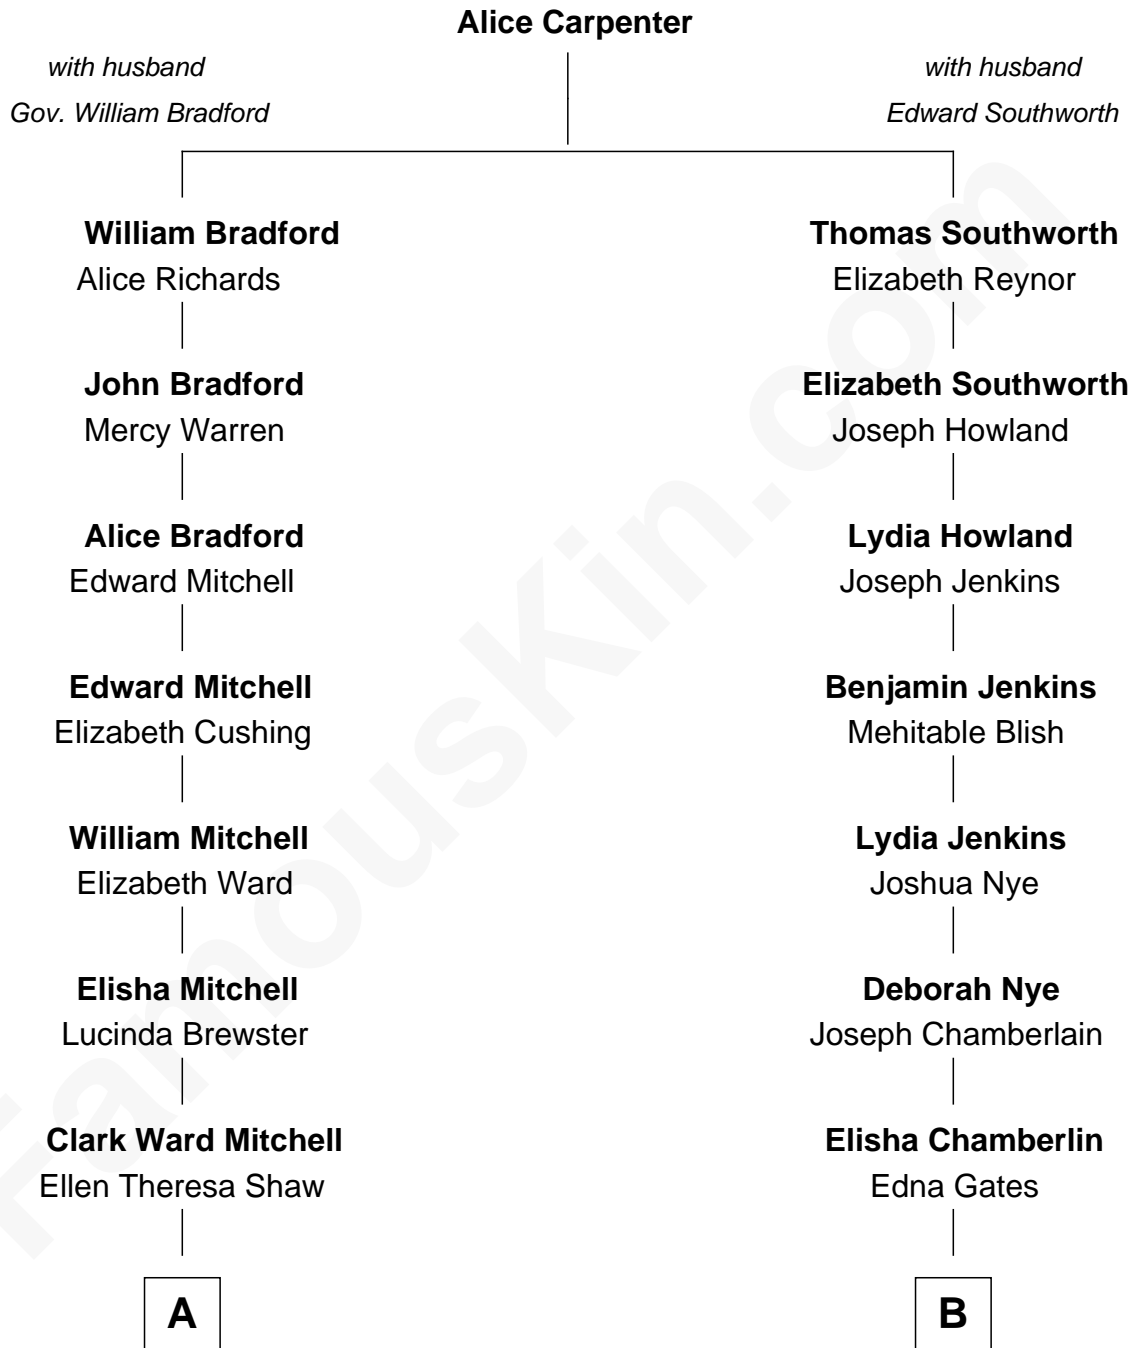 Alice Carpenter
with husband
Gov. William Bradford
with husband
Edward Southworth
William Bradford
Alice Richards
Thomas Southworth
Elizabeth Reynor
John Bradford
Mercy Warren
Elizabeth Southworth
Joseph Howland
Alice Bradford
Edward Mitchell
Lydia Howland
Joseph Jenkins
Edward Mitchell
Elizabeth Cushing
Benjamin Jenkins
Mehitable Blish
William Mitchell
Elizabeth Ward
Lydia Jenkins
Joshua Nye
Elisha Mitchell
Lucinda Brewster
Deborah Nye
Joseph Chamberlain
Clark Ward Mitchell
Ellen Theresa Shaw
Elisha Chamberlin
Edna Gates
A
B
FamousKin.com